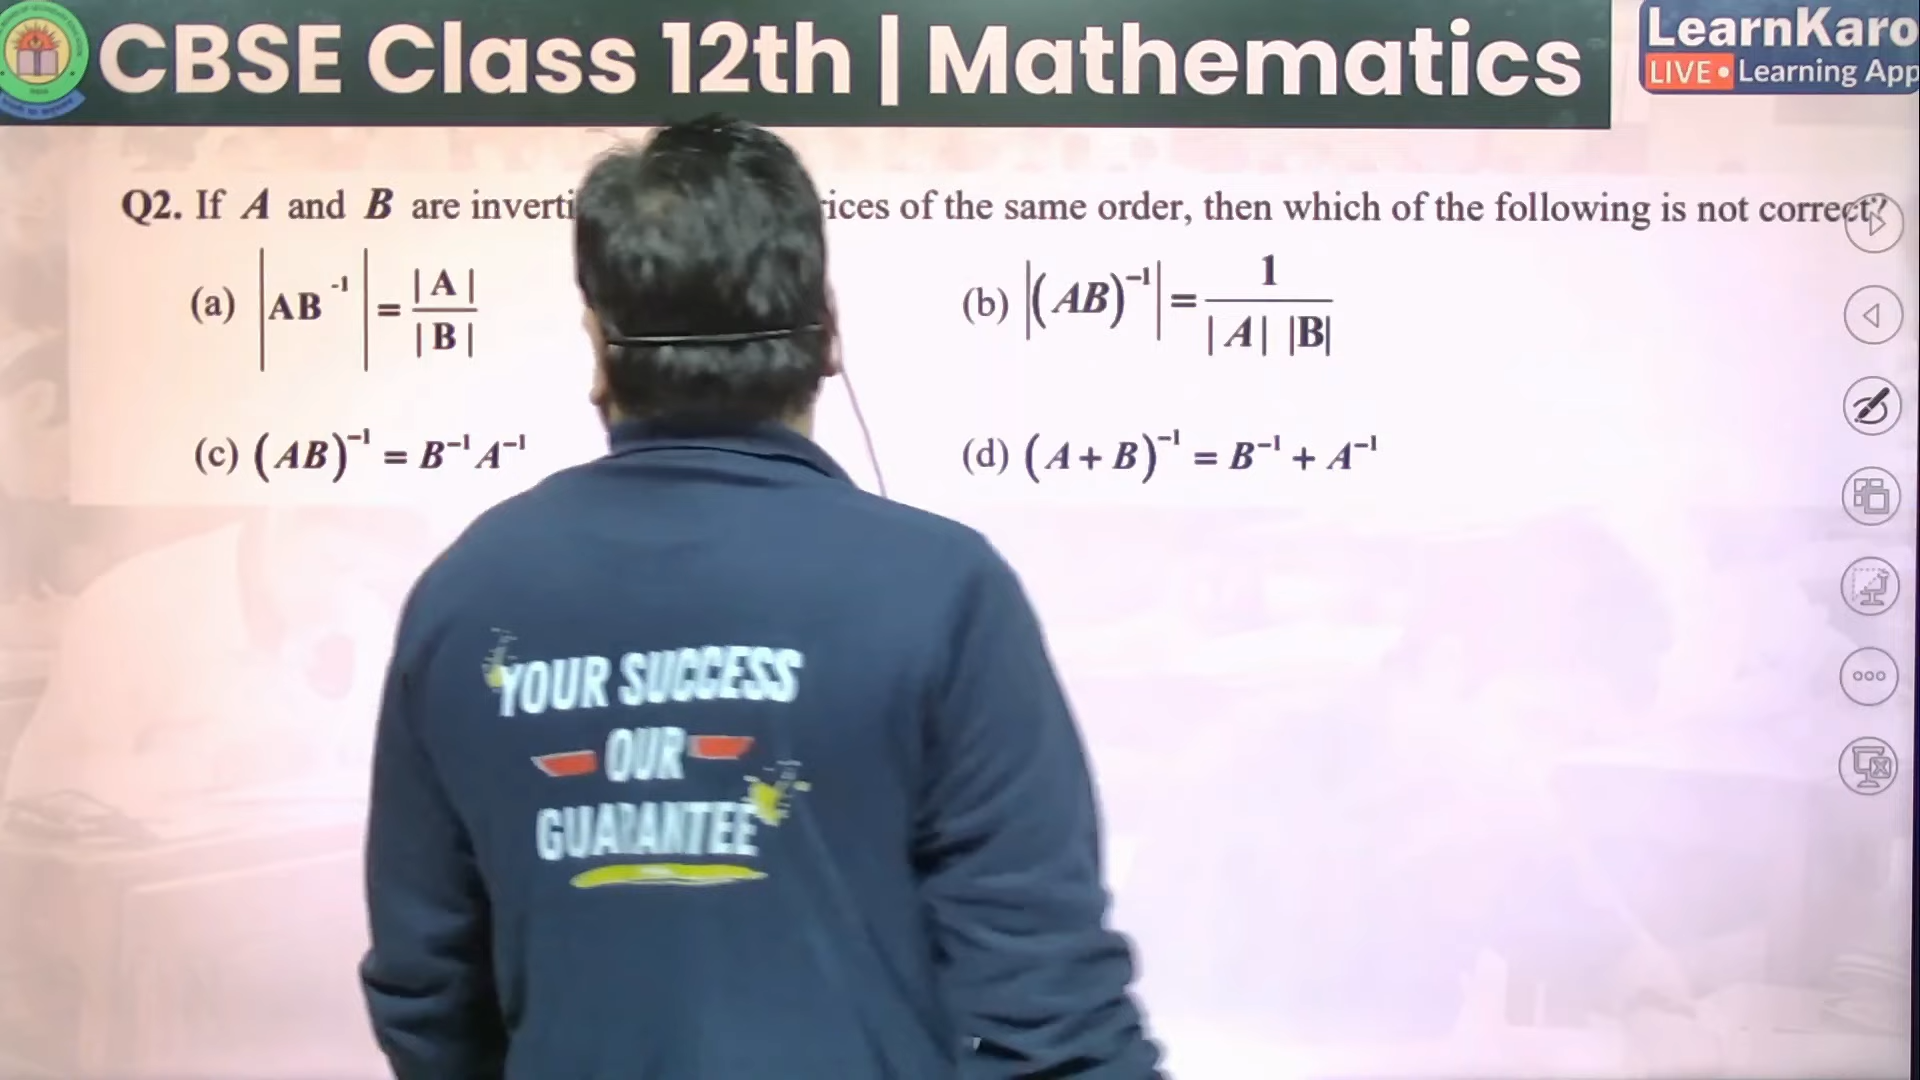 CBSE Class 12th | Mathematics
LearnKaro
LIVE • Learning App
Q2. If A and B are inverti ices of the same order, then which of the following is not correct?
(a) |AB⁻¹| = |A| / |B|
(b) |(AB)⁻¹| = 1 / |A| |B|
(c) (AB)⁻¹ = B⁻¹ A⁻¹
(d) (A + B)⁻¹ = B⁻¹ + A⁻¹
YOUR SUCCESS
OUR
GUARANTEE